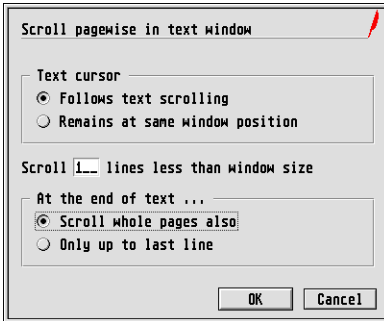 Scroll pagewise in text window
Text cursor
Follows text scrolling
Remains at same window position
Scroll 1__ lines less than window size
At the end of text ...
Scroll whole pages also
Only up to last line
OK Cancel